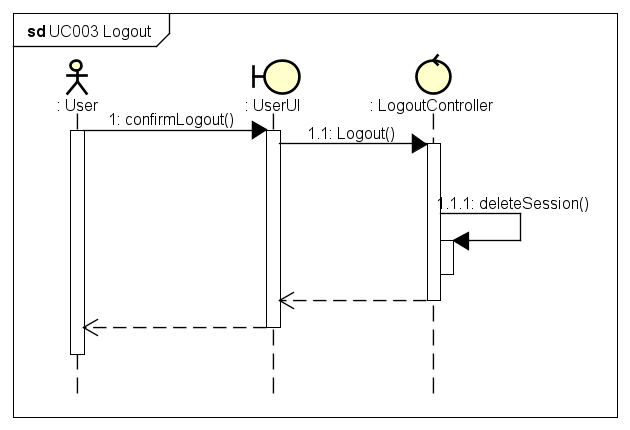 sd UC003 Logout
: User
: UserUI
: LogoutController
1: confirmLogout()
1.1: Logout()
1.1.1: deleteSession()